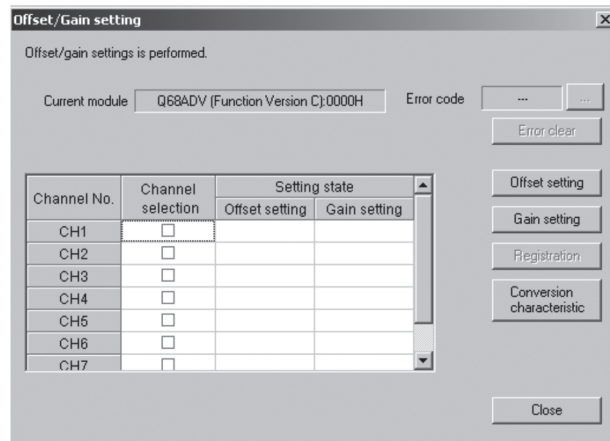 Offset/Gain setting
Offset/gain settings is performed.
Current module Q68ADV (Function Version C):0000H Error code --- ...
Error clear
Channel No. Channel selection Setting state
Offset setting Gain setting
CH1
CH2
CH3
CH4
CH5
CH6
CH7
Offset setting
Gain setting
Registration
Conversion
characteristic
Close